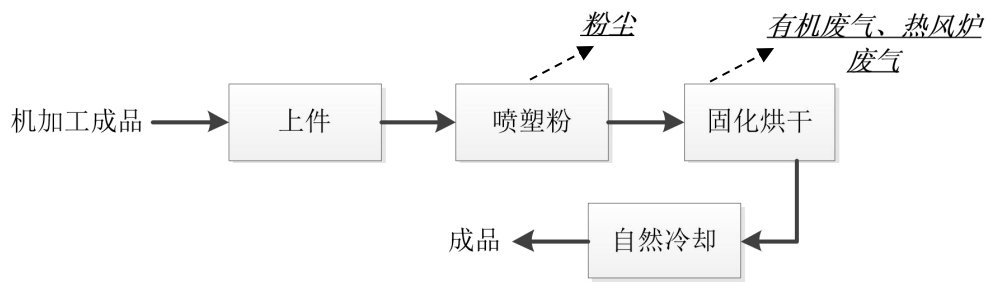 粉尘
有机废气、热风炉
废气
机加工成品
上件
喷塑粉
固化烘干
成品
自然冷却